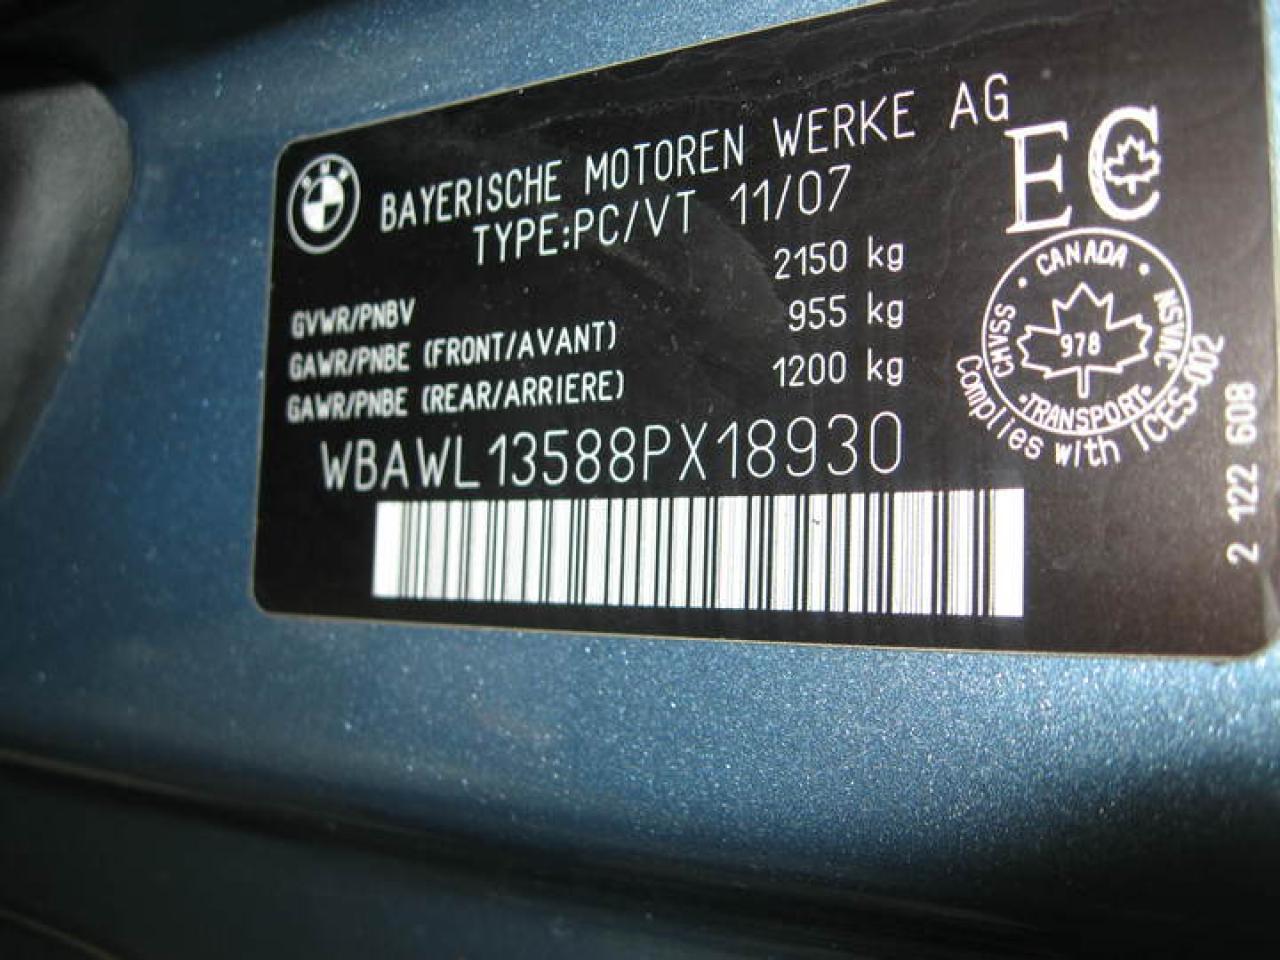 BMW
BAYERISCHE MOTOREN WERKE AG
TYPE:PC/VT 11/07
GVWR/PNBV 2150 kg
GAWR/PNBE (FRONT/AVANT) 955 kg
GAWR/PNBE (REAR/ARRIERE) 1200 kg
WBAWL13588PX18930
EC
CANADA
CMVSS
NSVAC
978
TRANSPORT
Complies with ICES-002
2 122 608